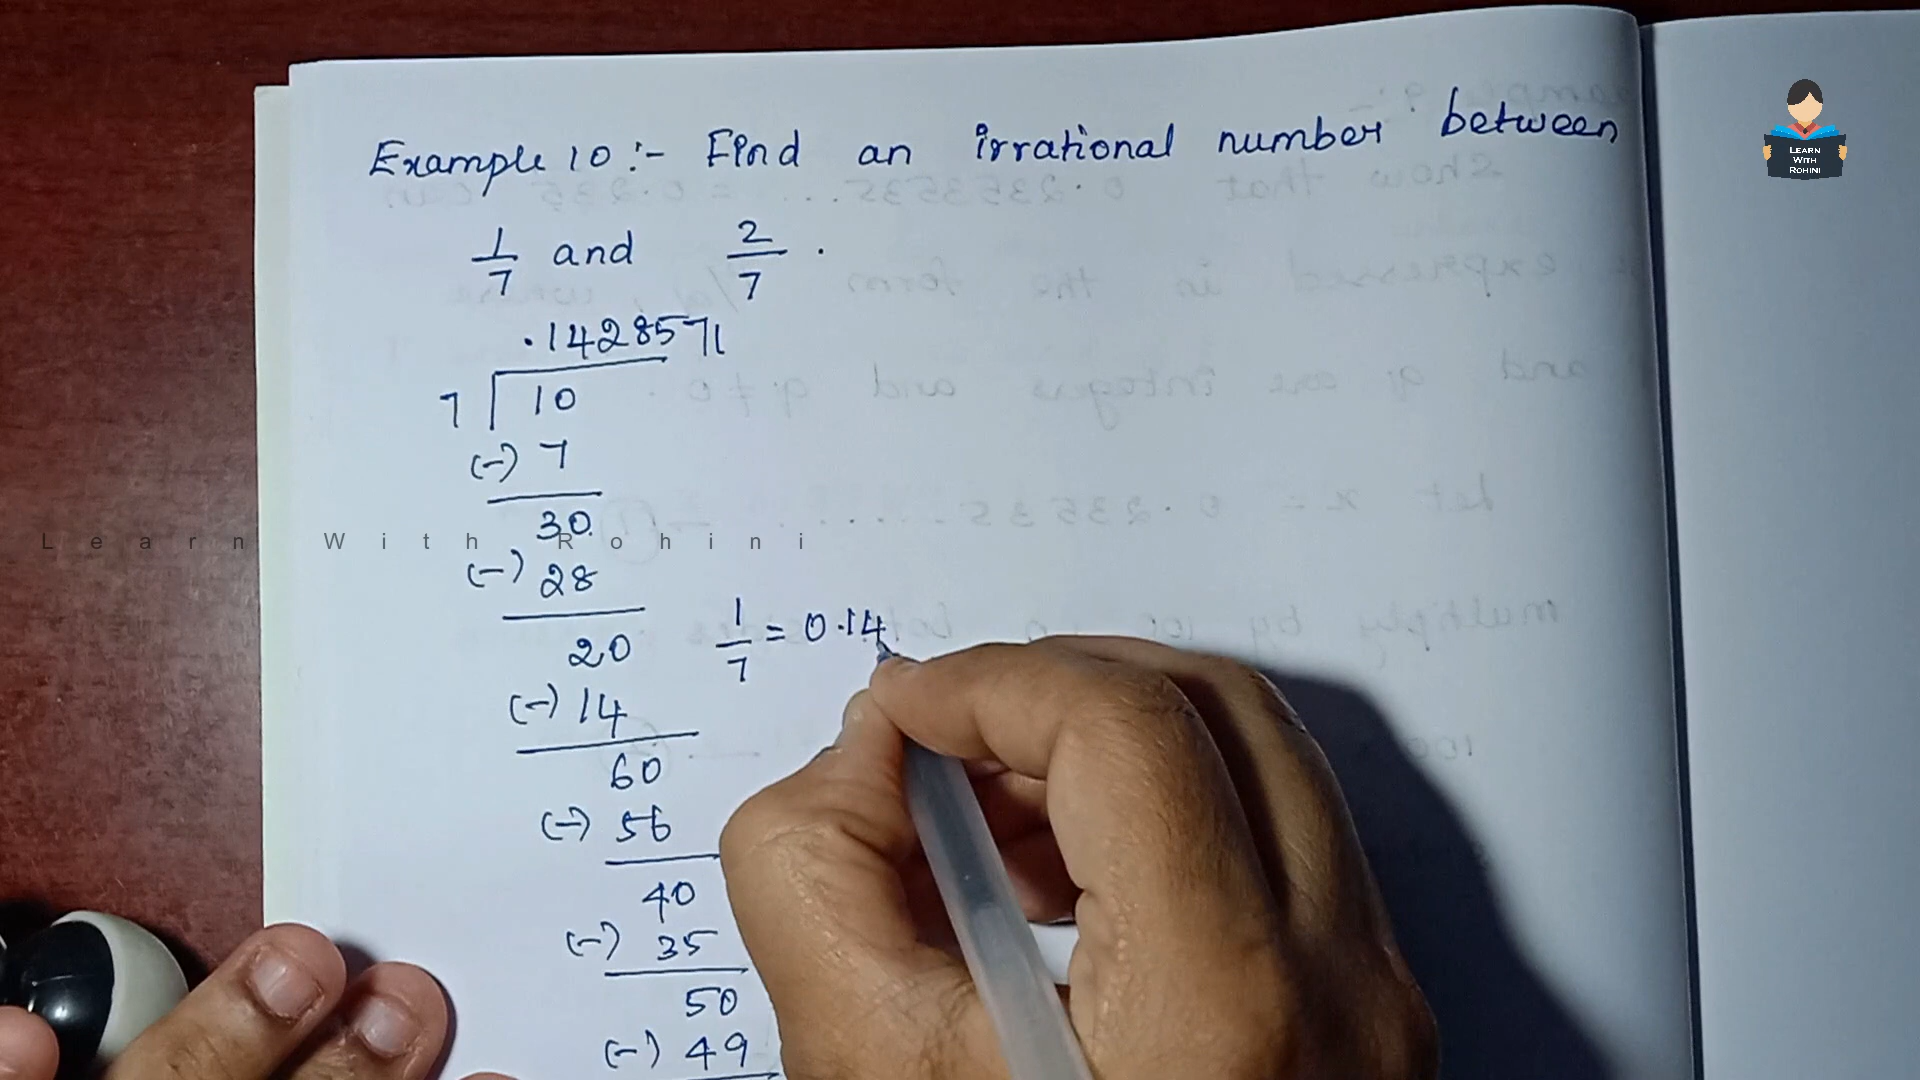 Example 10 :- Find an irrational number between
1/7 and 2/7 .
.1428571
7 10
(-) 7
30
(-) 28
20
(-) 14
60
(-) 56
40
(-) 35
50
(-) 49
1/7 = 0.14
LEARN
WITH
ROHINI
Learn With Rohini